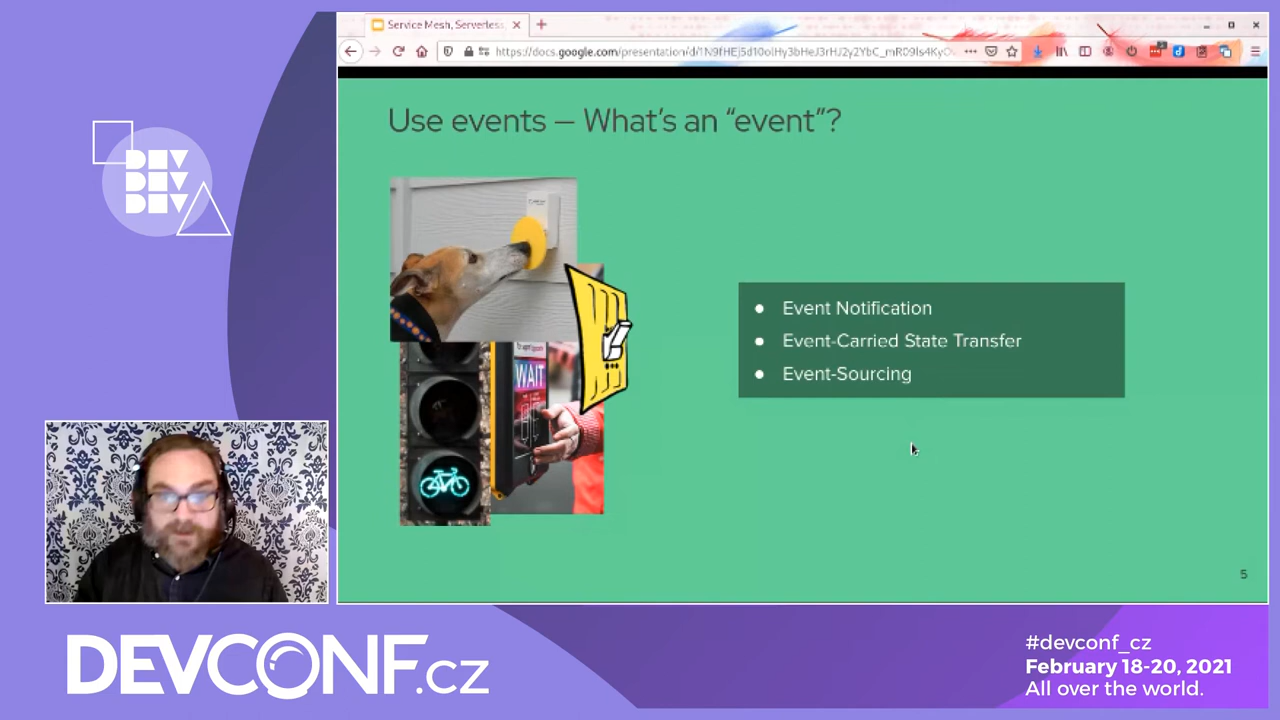 Service Mesh, Serverless,
https://docs.google.com/presentation/d/
Use events — What's an “event”?
WAIT
● Event Notification
● Event-Carried State Transfer
● Event-Sourcing
5
DEV
DEV
DEV
DEVCONF.cz
#devconf_cz
February 18-20, 2021
All over the world.